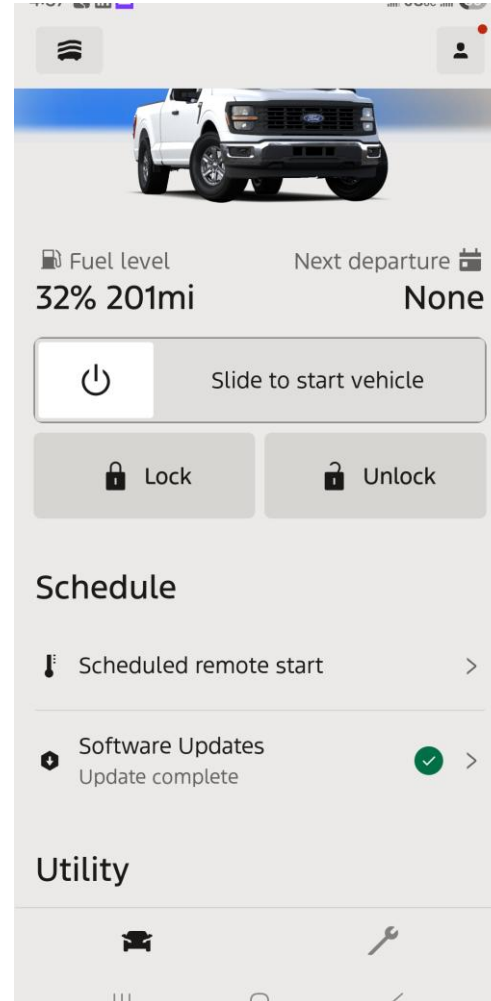 Ford
Fuel level
Next departure
32% 201mi
None
Slide to start vehicle
Lock
Unlock
Schedule
Scheduled remote start
Software Updates
Update complete
Utility